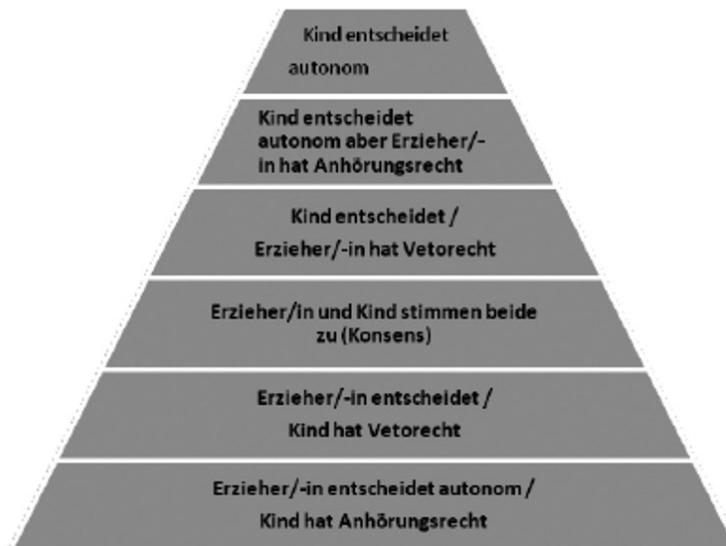 Kind entscheidet
autonom
Kind entscheidet
autonom aber Erzieher/-
in hat Anhörungsrecht
Kind entscheidet /
Erzieher/-in hat Vetorecht
Erzieher/in und Kind stimmen beide
zu (Konsens)
Erzieher/-in entscheidet /
Kind hat Vetorecht
Erzieher/-in entscheidet autonom /
Kind hat Anhörungsrecht